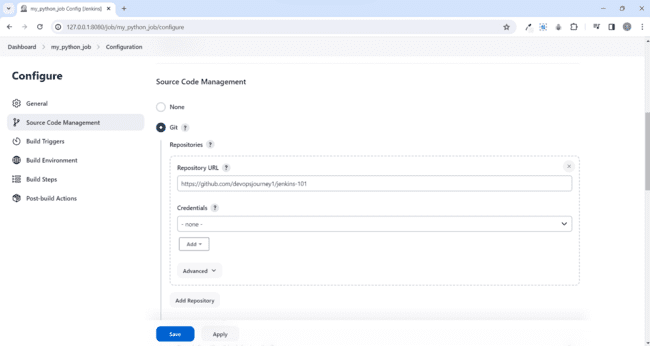 my_python_job Config [Jenkins]
127.0.0.1:8080/job/my_python_job/configure
Dashboard > my_python_job > Configuration
Configure
General
Source Code Management
Build Triggers
Build Environment
Build Steps
Post-build Actions
Source Code Management
None
Git ?
Repositories ?
Repository URL ?
https://github.com/devopsjourney1/jenkins-101
Credentials ?
- none -
Add
Advanced
Add Repository
Save
Apply